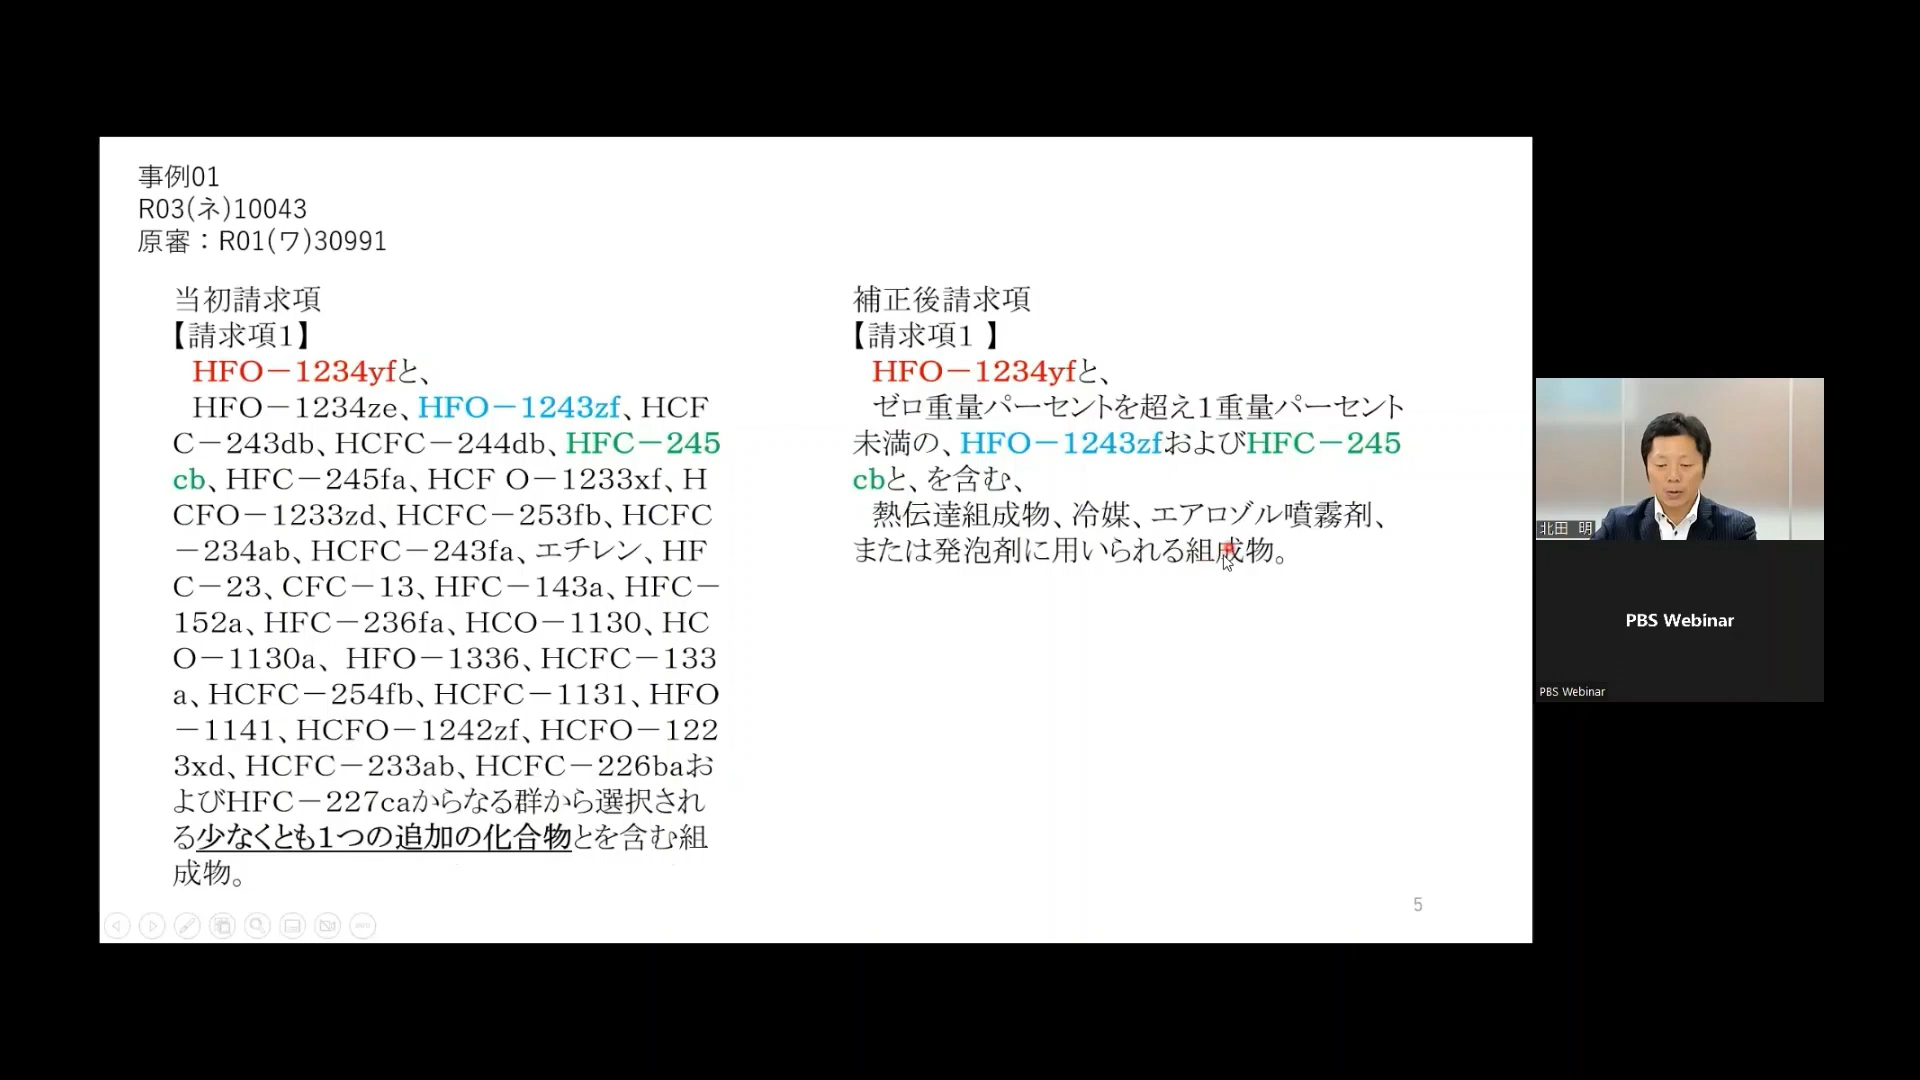 事例01
R03(ネ)10043
原審：R01(ワ)30991
当初請求項
【請求項1】
HFO－1234yfと、
HFO－1234ze、HFO－1243zf、HCF
C－243db、HCFC－244db、HFC－245
cb、HFC－245fa、HCF O－1233xf、H
CFO－1233zd、HCFC－253fb、HCFC
－234ab、HCFC－243fa、エチレン、HF
C－23、CFC－13、HFC－143a、HFC－
152a、HFC－236fa、HCO－1130、HC
O－1130a、 HFO－1336、HCFC－133
a、HCFC－254fb、HCFC－1131、HFO
－1141、HCFO－1242zf、HCFO－122
3xd、HCFC－233ab、HCFC－226baお
よびHFC－227caからなる群から選択され
る少なくとも1つの追加の化合物とを含む組
成物。
補正後請求項
【請求項1 】
HFO－1234yfと、
ゼロ重量パーセントを超え1重量パーセント
未満の、HFO－1243zfおよびHFC－245
cbと、を含む、
熱伝達組成物、冷媒、エアロゾル噴霧剤、
または発泡剤に用いられる組成物。
5
北田 明
PBS Webinar
PBS Webinar